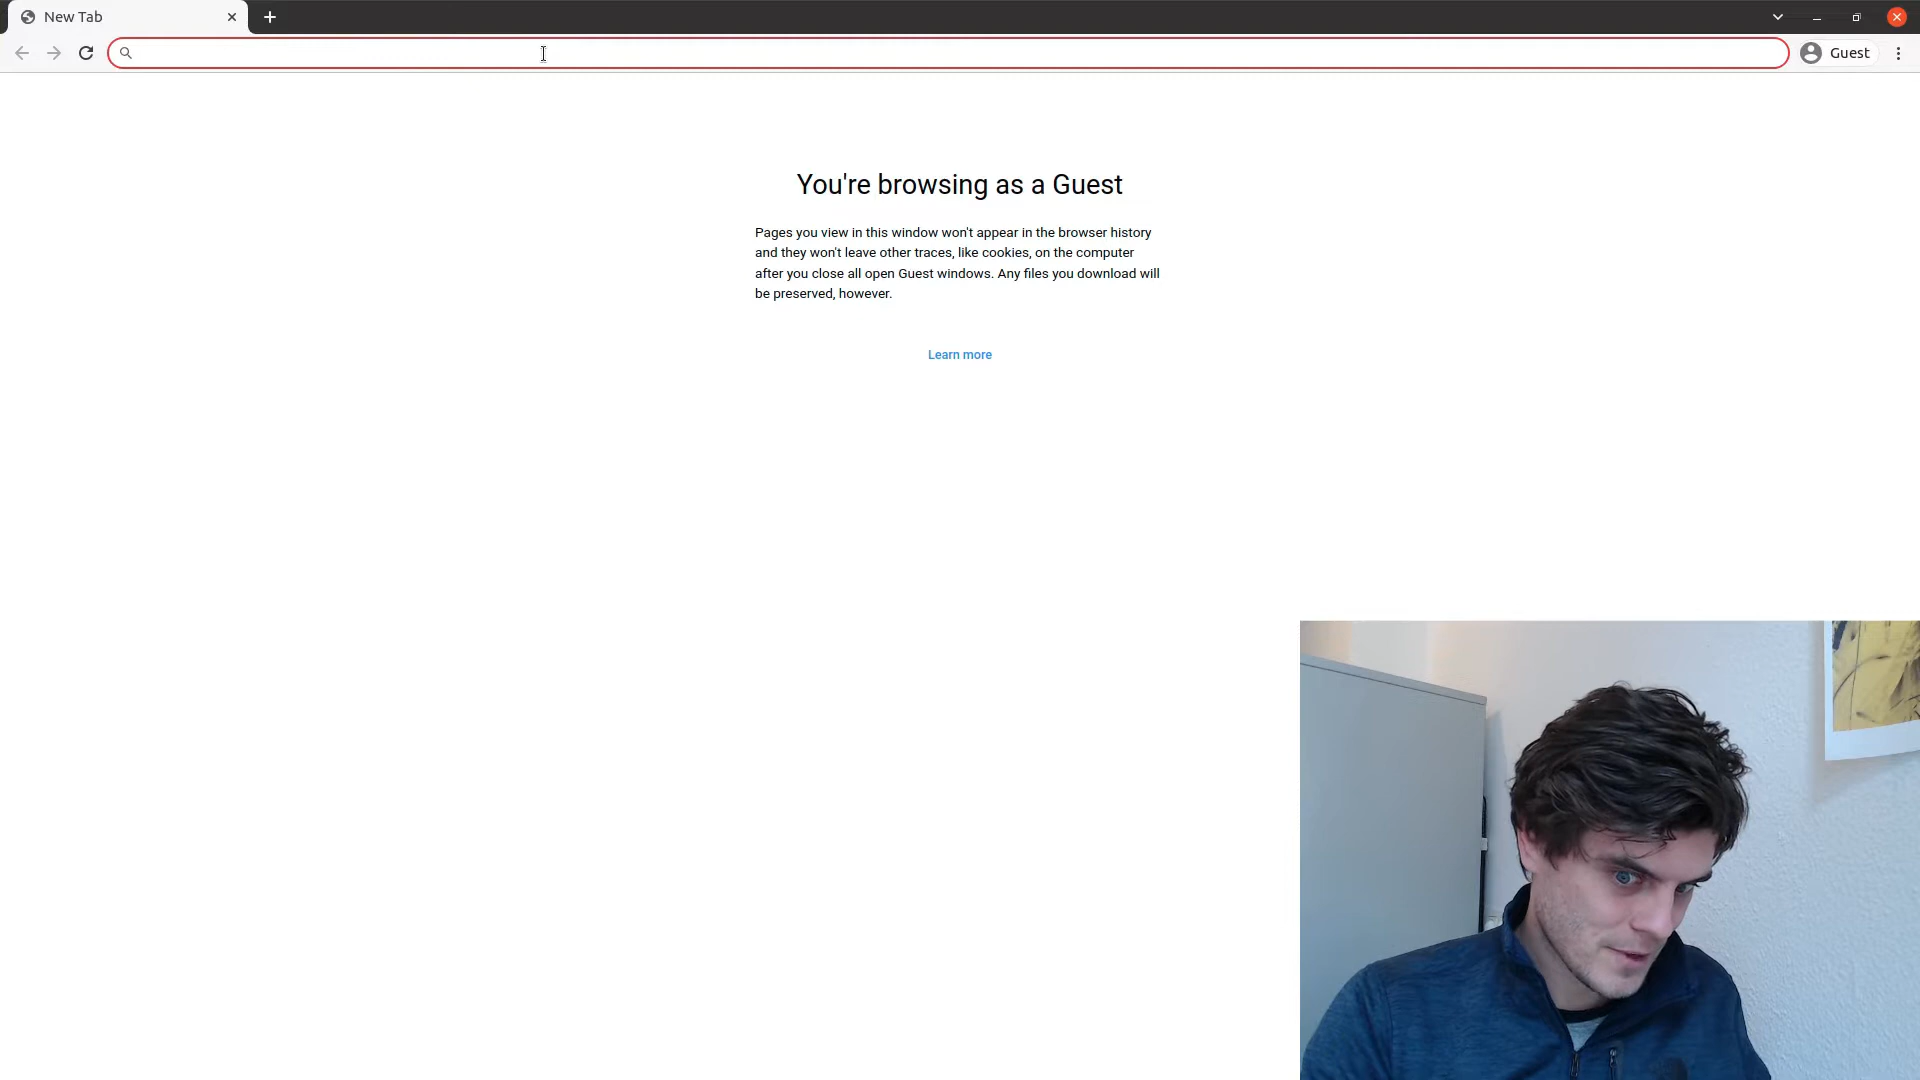 New Tab
Guest
You're browsing as a Guest
Pages you view in this window won't appear in the browser history
and they won't leave other traces, like cookies, on the computer
after you close all open Guest windows. Any files you download will
be preserved, however.
Learn more